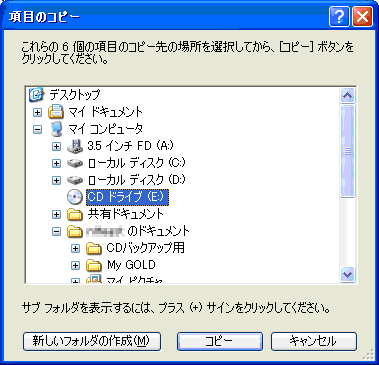 項目のコピー
これらの 6 個の項目のコピー先の場所を選択してから、[コピー] ボタンを
クリックしてください。
デスクトップ
マイ ドキュメント
マイ コンピュータ
3.5 インチ FD (A:)
ローカル ディスク (C:)
ローカル ディスク (D:)
CD ドライブ (E:)
共有ドキュメント
のドキュメント
CDバックアップ用
My GOLD
マイ ピクチャ
サブ フォルダを表示するには、プラス (+) サインをクリックしてください。
新しいフォルダの作成(M)
コピー
キャンセル